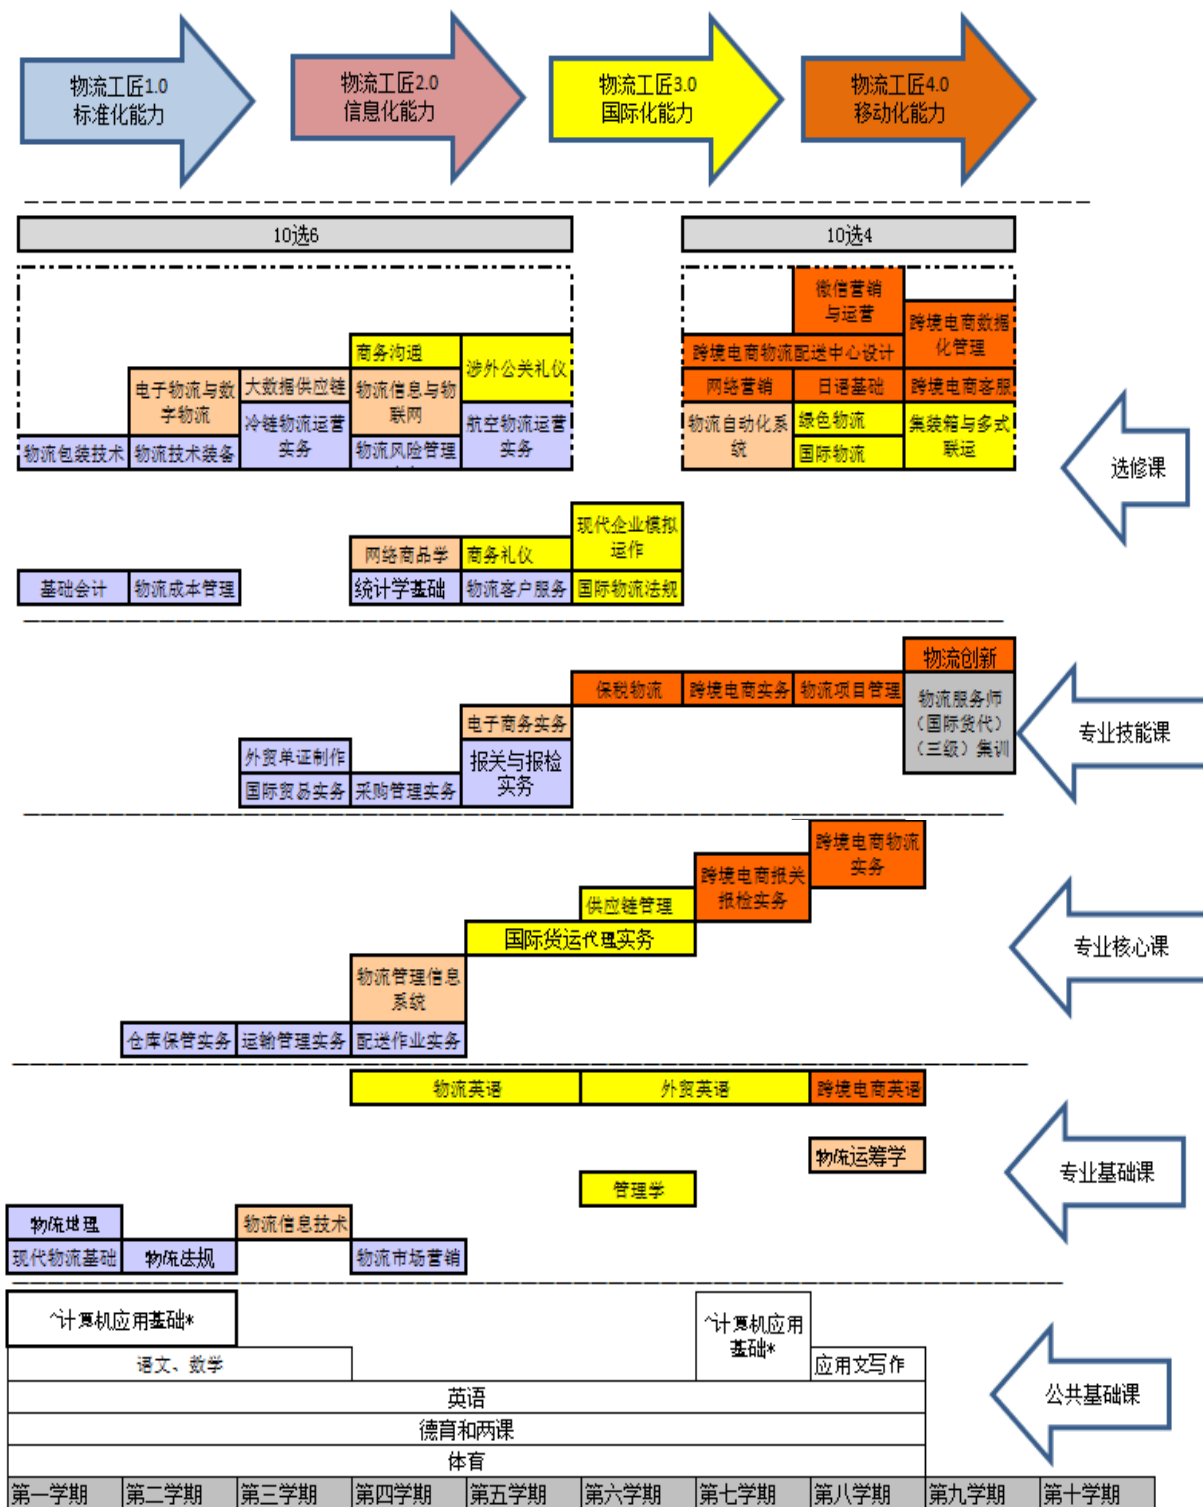 物流工匠1.0
标准化能力
物流工匠2.0
信息化能力
物流工匠3.0
国际化能力
物流工匠4.0
移动化能力
10选6
10选4
微信营销
与运营
跨境电商数据
化管理
商务沟通
涉外公关礼仪
跨境电商物流配送中心设计
电子物流与数
字物流
大数据供应链
物流信息与物
联网
网络营销
日语基础
跨境电商客服
冷链物流运营
实务
航空物流运营
实务
物流自动化系
统
绿色物流
集装箱与多式
联运
物流包装技术
物流技术装备
物流风险管理
国际物流
选修课
现代企业模拟
运作
网络商品学
商务礼仪
基础会计
物流成本管理
统计学基础
物流客户服务
国际物流法规
物流创新
保税物流
跨境电商实务
物流项目管理
物流服务师
（国际货代）
（三级）集训
电子商务实务
外贸单证制作
报关与报检
实务
国际贸易实务
采购管理实务
专业技能课
跨境电商物流
实务
跨境电商报关
报检实务
供应链管理
国际货运代理实务
物流管理信息
系统
仓库保管实务
运输管理实务
配送作业实务
专业核心课
物流英语
外贸英语
跨境电商英语
物流运筹学
管理学
物流地理
物流信息技术
现代物流基础
物流法规
物流市场营销
专业基础课
^计算机应用基础*
^计算机应用
基础*
语文、数学
应用文写作
英语
德育和两课
体育
公共基础课
第一学期
第二学期
第三学期
第四学期
第五学期
第六学期
第七学期
第八学期
第九学期
第十学期